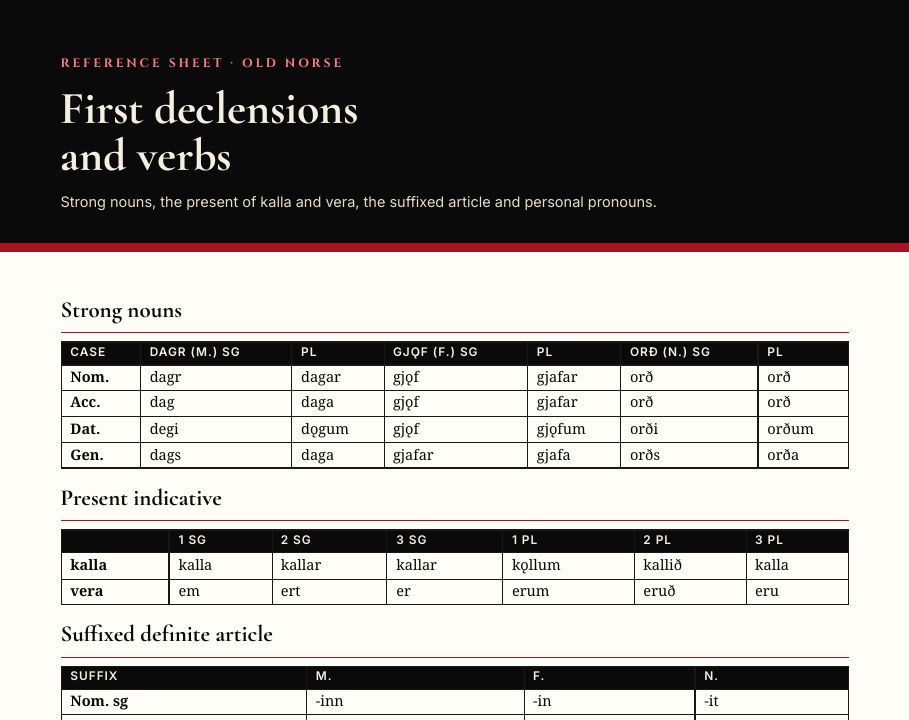 REFERENCE SHEET · OLD NORSE
First declensions
and verbs
Strong nouns, the present of kalla and vera, the suffixed article and personal pronouns.
Strong nouns
CASE DAGR (M.) SG PL GJǪF (F.) SG PL ORÐ (N.) SG PL
Nom. dagr dagar gjǫf gjafar orð orð
Acc. dag daga gjǫf gjafar orð orð
Dat. degi dǫgum gjǫf gjǫfum orði orðum
Gen. dags daga gjafar gjafa orðs orða
Present indicative
1 SG 2 SG 3 SG 1 PL 2 PL 3 PL
kalla kalla kallar kallar kǫllum kallið kalla
vera em ert er erum eruð eru
Suffixed definite article
SUFFIX M. F. N.
Nom. sg -inn -in -it